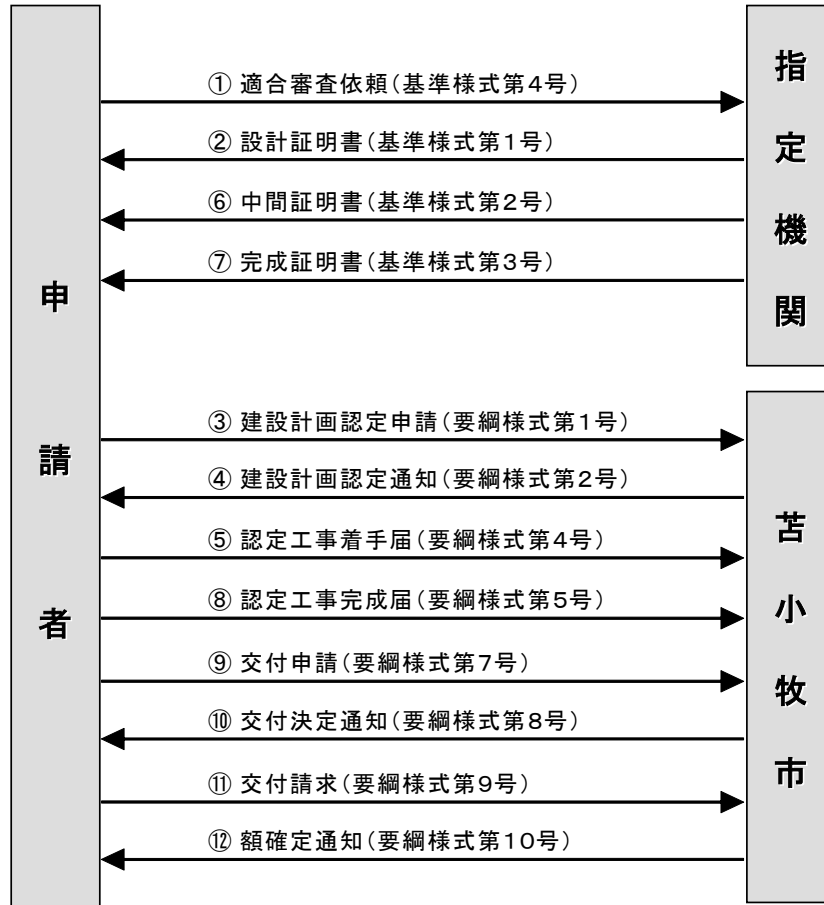 申請者
指定機関
① 適合審査依頼(基準様式第4号)
② 設計証明書(基準様式第1号)
⑥ 中間証明書(基準様式第2号)
⑦ 完成証明書(基準様式第3号)
苫小牧市
③ 建設計画認定申請(要綱様式第1号)
④ 建設計画認定通知(要綱様式第2号)
⑤ 認定工事着手届(要綱様式第4号)
⑧ 認定工事完成届(要綱様式第5号)
⑨ 交付申請(要綱様式第7号)
⑩ 交付決定通知(要綱様式第8号)
⑪ 交付請求(要綱様式第9号)
⑫ 額確定通知(要綱様式第10号)